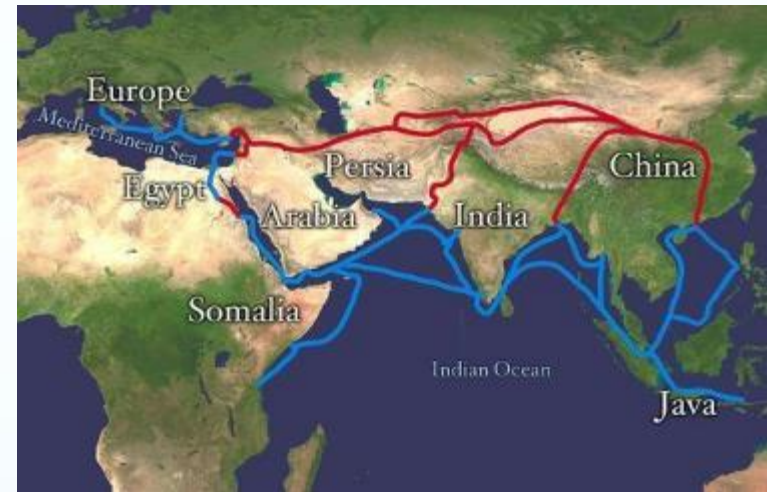 Europe
Mediterranean Sea
Egypt
Persia
China
Arabia
India
Somalia
Indian Ocean
Java